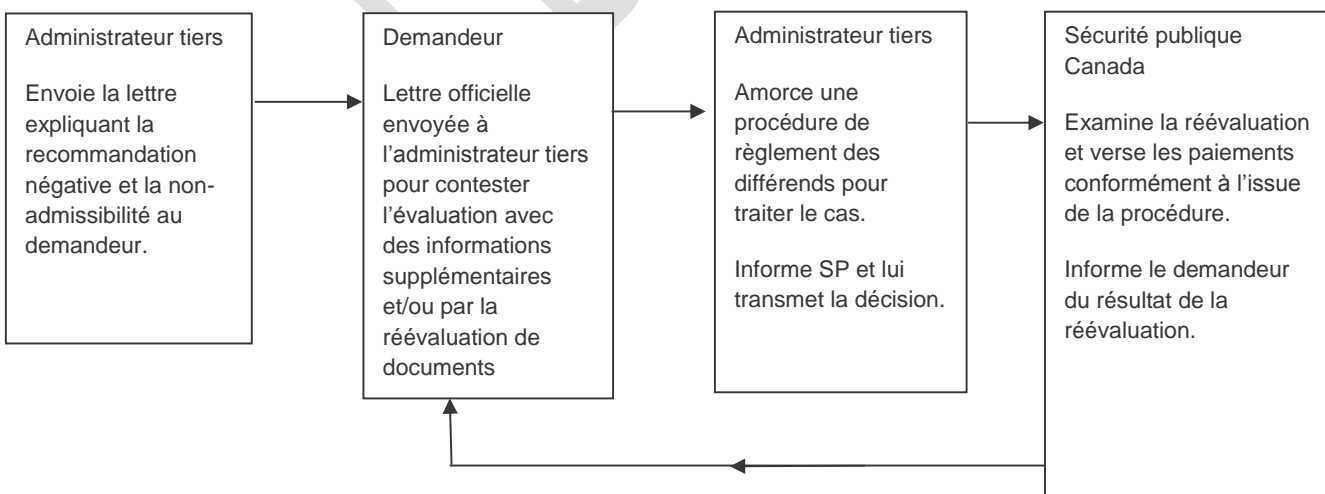 Administrateur tiers
Envoie la lettre
expliquant la
recommandation
négative et la non-
admissibilité au
demandeur.
Demandeur
Lettre officielle
envoyée à
l’administrateur tiers
pour contester
l’évaluation avec
des informations
supplémentaires
et/ou par la
réévaluation de
documents
Administrateur tiers
Amorce une
procédure de
règlement des
différends pour
traiter le cas.
Informe SP et lui
transmet la décision.
Sécurité publique
Canada
Examine la réévaluation
et verse les paiements
conformément à l’issue
de la procédure.
Informe le demandeur
du résultat de la
réévaluation.